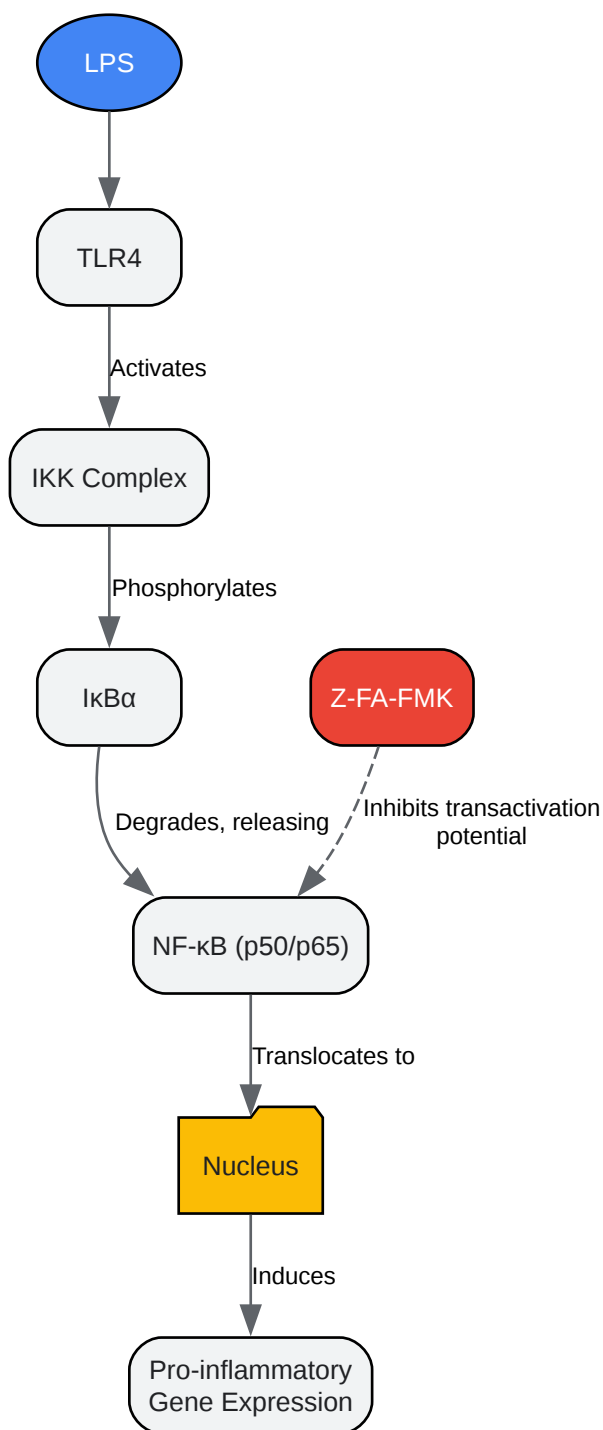 LPS
TLR4
Activates
IKK Complex
Phosphorylates
IκBα
Z-FA-FMK
Degrades, releasing
Inhibits transactivation
potential
NF-κB (p50/p65)
Translocates to
Nucleus
Induces
Pro-inflammatory
Gene Expression